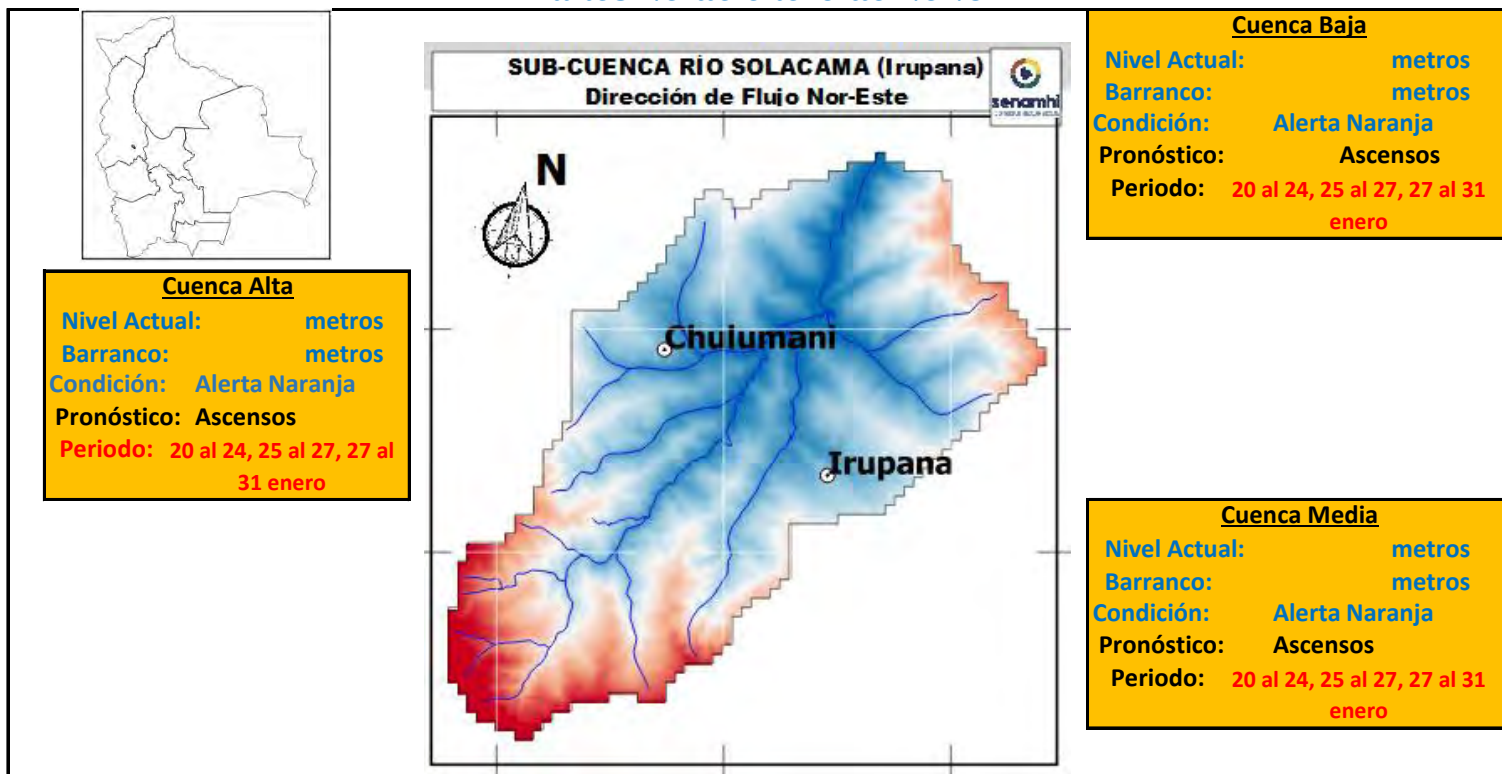 SUB-CUENCA RÍO SOLACAMA (Irupana)
Dirección de Flujo Nor-Este
senamhi
N
Chulumani
Irupana
Cuenca Alta
Nivel Actual: metros
Barranco: metros
Condición: Alerta Naranja
Pronóstico: Ascensos
Periodo: 20 al 24, 25 al 27, 27 al
31 enero
Cuenca Baja
Nivel Actual: metros
Barranco: metros
Condición: Alerta Naranja
Pronóstico: Ascensos
Periodo: 20 al 24, 25 al 27, 27 al 31
enero
Cuenca Media
Nivel Actual: metros
Barranco: metros
Condición: Alerta Naranja
Pronóstico: Ascensos
Periodo: 20 al 24, 25 al 27, 27 al 31
enero